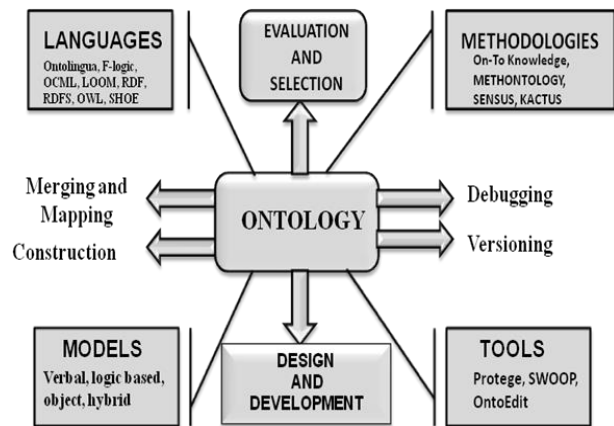 LANGUAGES
Ontolingua, F-logic,
OCML, LOOM, RDF,
RDFS, OWL, SHOE
EVALUATION
AND
SELECTION
METHODOLOGIES
On-To Knowledge,
METHONTOLOGY,
SENSUS, KACTUS
Merging and
Mapping
Construction
ONTOLOGY
Debugging
Versioning
MODELS
Verbal, logic based,
object, hybrid
DESIGN
AND
DEVELOPMENT
TOOLS
Protege, SWOOP,
OntoEdit